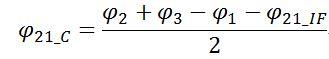 φ₂₁_C = (φ₂ + φ₃ − φ₁ − φ₂₁_IF) / 2